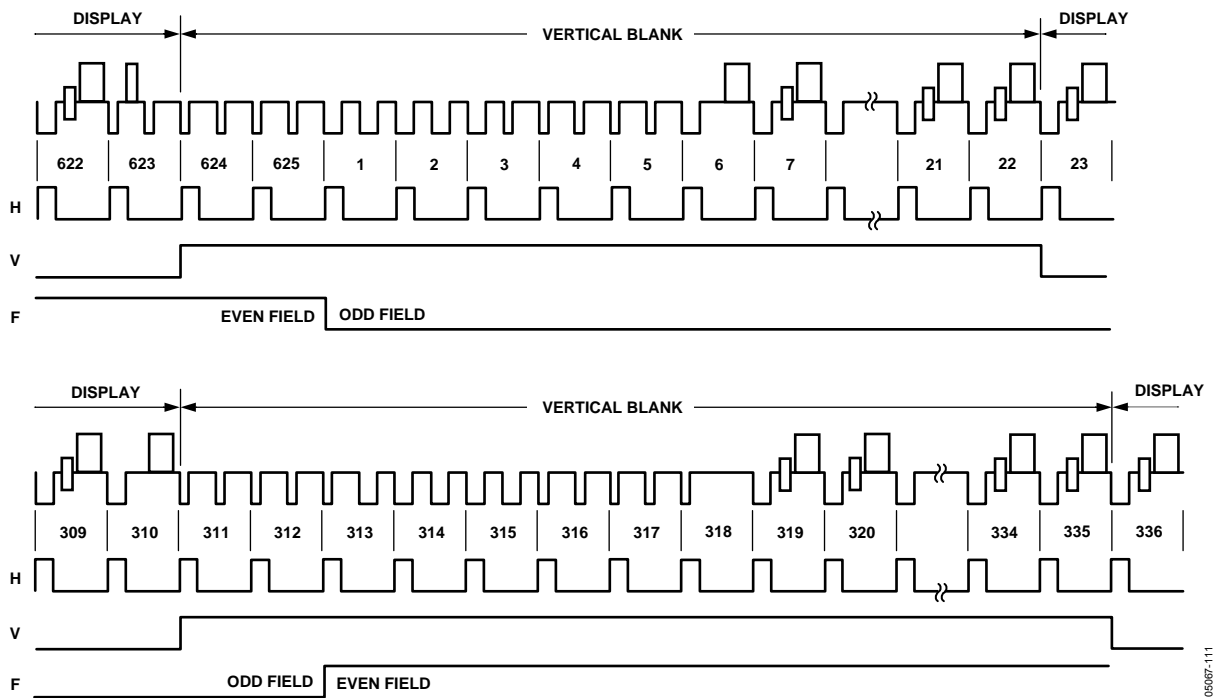 DISPLAY VERTICAL BLANK DISPLAY
622 623 624 625 1 2 3 4 5 6 7 21 22 23
H
V
F EVEN FIELD ODD FIELD
DISPLAY VERTICAL BLANK DISPLAY
309 310 311 312 313 314 315 316 317 318 319 320 334 335 336
H
V
F ODD FIELD EVEN FIELD
05067-111